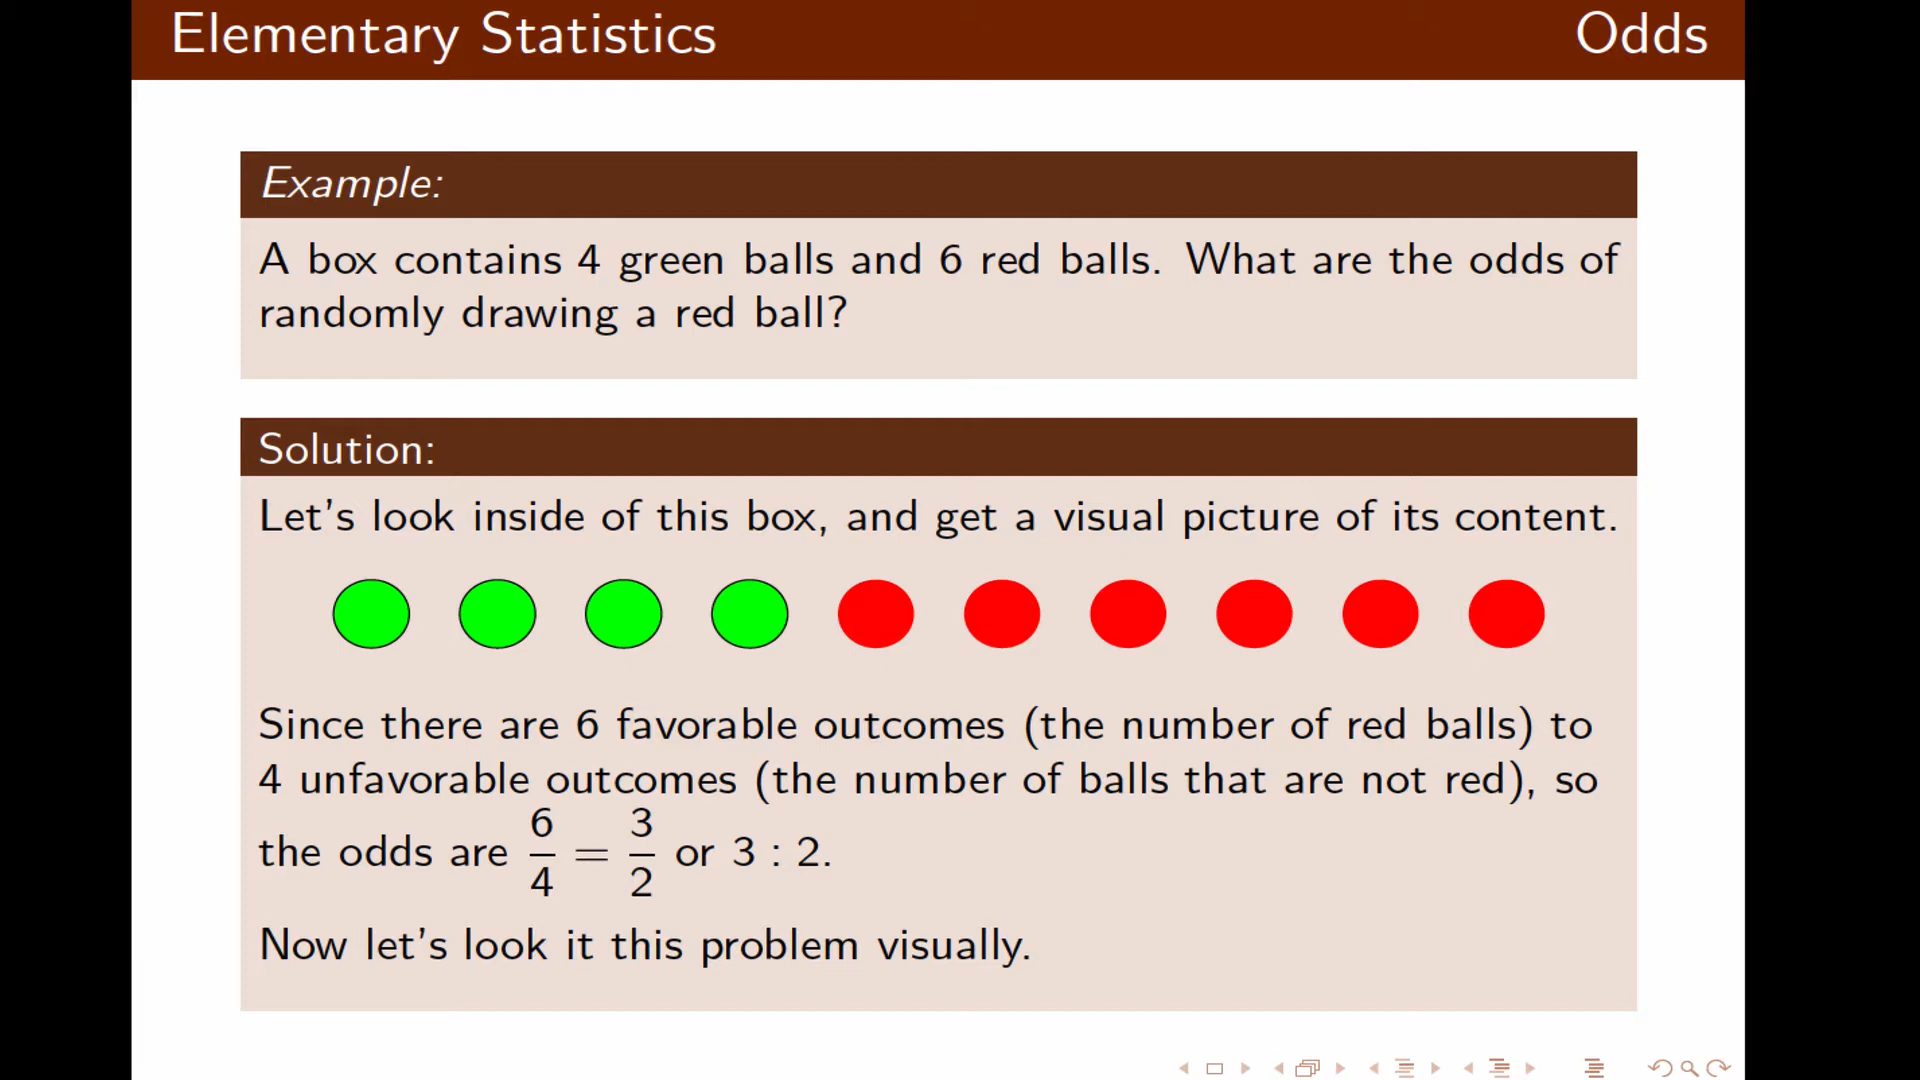 Elementary Statistics Odds
Example:
A box contains 4 green balls and 6 red balls. What are the odds of
randomly drawing a red ball?
Solution:
Let's look inside of this box, and get a visual picture of its content.
Since there are 6 favorable outcomes (the number of red balls) to
4 unfavorable outcomes (the number of balls that are not red), so
the odds are 6/4 = 3/2 or 3 : 2.
Now let's look it this problem visually.